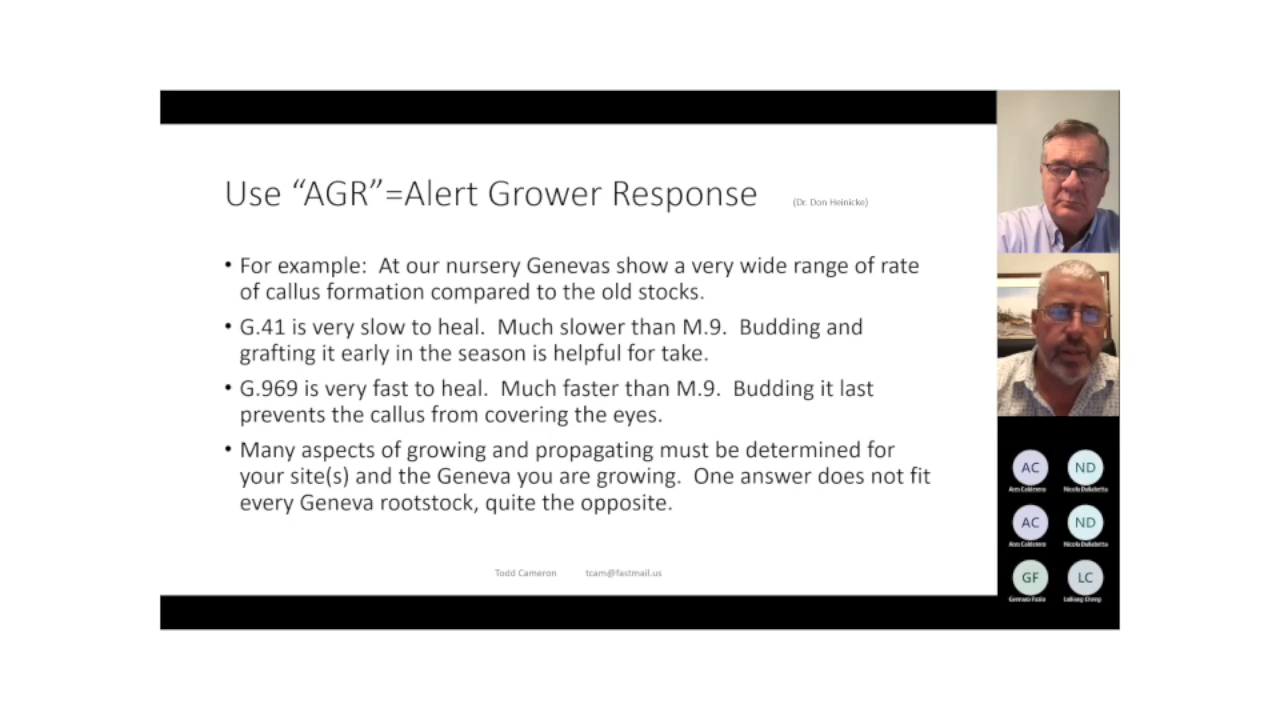 Use “AGR”=Alert Grower Response (Dr. Don Heinicke)
• For example: At our nursery Genevas show a very wide range of rate
of callus formation compared to the old stocks.
• G.41 is very slow to heal. Much slower than M.9. Budding and
grafting it early in the season is helpful for take.
• G.969 is very fast to heal. Much faster than M.9. Budding it last
prevents the callus from covering the eyes.
• Many aspects of growing and propagating must be determined for
your site(s) and the Geneva you are growing. One answer does not fit
every Geneva rootstock, quite the opposite.
Todd Cameron tcam@fastmail.us
AC ND
Nicola Dallabetta
AC ND
Nicola Dallabetta
GF LC
Gennaro Fazio Lailiang Cheng